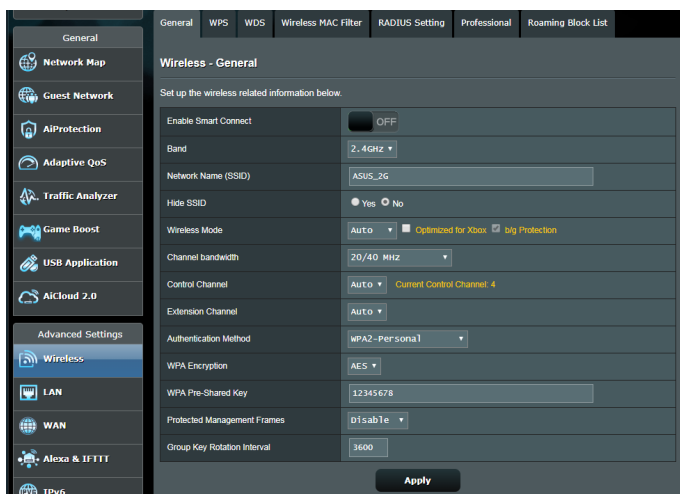 General WPS WDS Wireless MAC Filter RADIUS Setting Professional Roaming Block List
General
Network Map
Guest Network
AiProtection
Adaptive QoS
Traffic Analyzer
Game Boost
USB Application
AiCloud 2.0
Advanced Settings
Wireless
LAN
WAN
Alexa & IFTTT
IPv6
Wireless - General
Set up the wireless related information below.
Enable Smart Connect OFF
Band 2.4GHz
Network Name (SSID) ASUS_2G
Hide SSID Yes No
Wireless Mode Auto Optimized for Xbox b/g Protection
Channel bandwidth 20/40 MHz
Control Channel Auto Current Control Channel: 4
Extension Channel Auto
Authentication Method WPA2-Personal
WPA Encryption AES
WPA Pre-Shared Key 12345678
Protected Management Frames Disable
Group Key Rotation Interval 3600
Apply